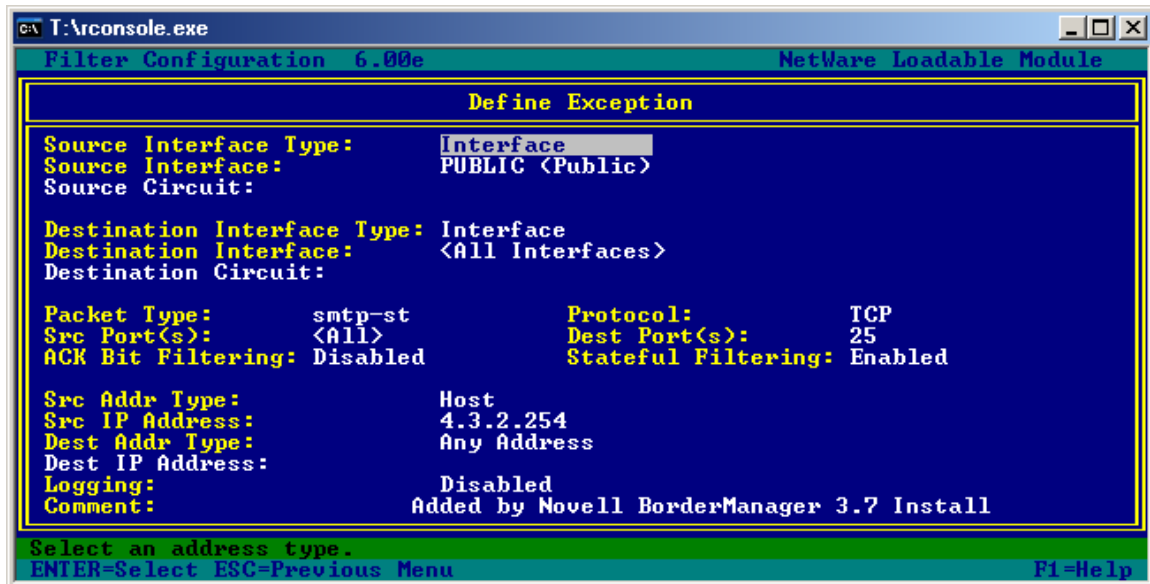 T:\rconsole.exe
Filter Configuration 6.00e NetWare Loadable Module
Define Exception
Source Interface Type: Interface
Source Interface: PUBLIC <Public>
Source Circuit:
Destination Interface Type: Interface
Destination Interface: <All Interfaces>
Destination Circuit:
Packet Type: smtp-st Protocol: TCP
Src Port(s): <All> Dest Port(s): 25
ACK Bit Filtering: Disabled Stateful Filtering: Enabled
Src Addr Type: Host
Src IP Address: 4.3.2.254
Dest Addr Type: Any Address
Dest IP Address:
Logging: Disabled
Comment: Added by Novell BorderManager 3.7 Install
Select an address type.
ENTER=Select ESC=Previous Menu F1=Help